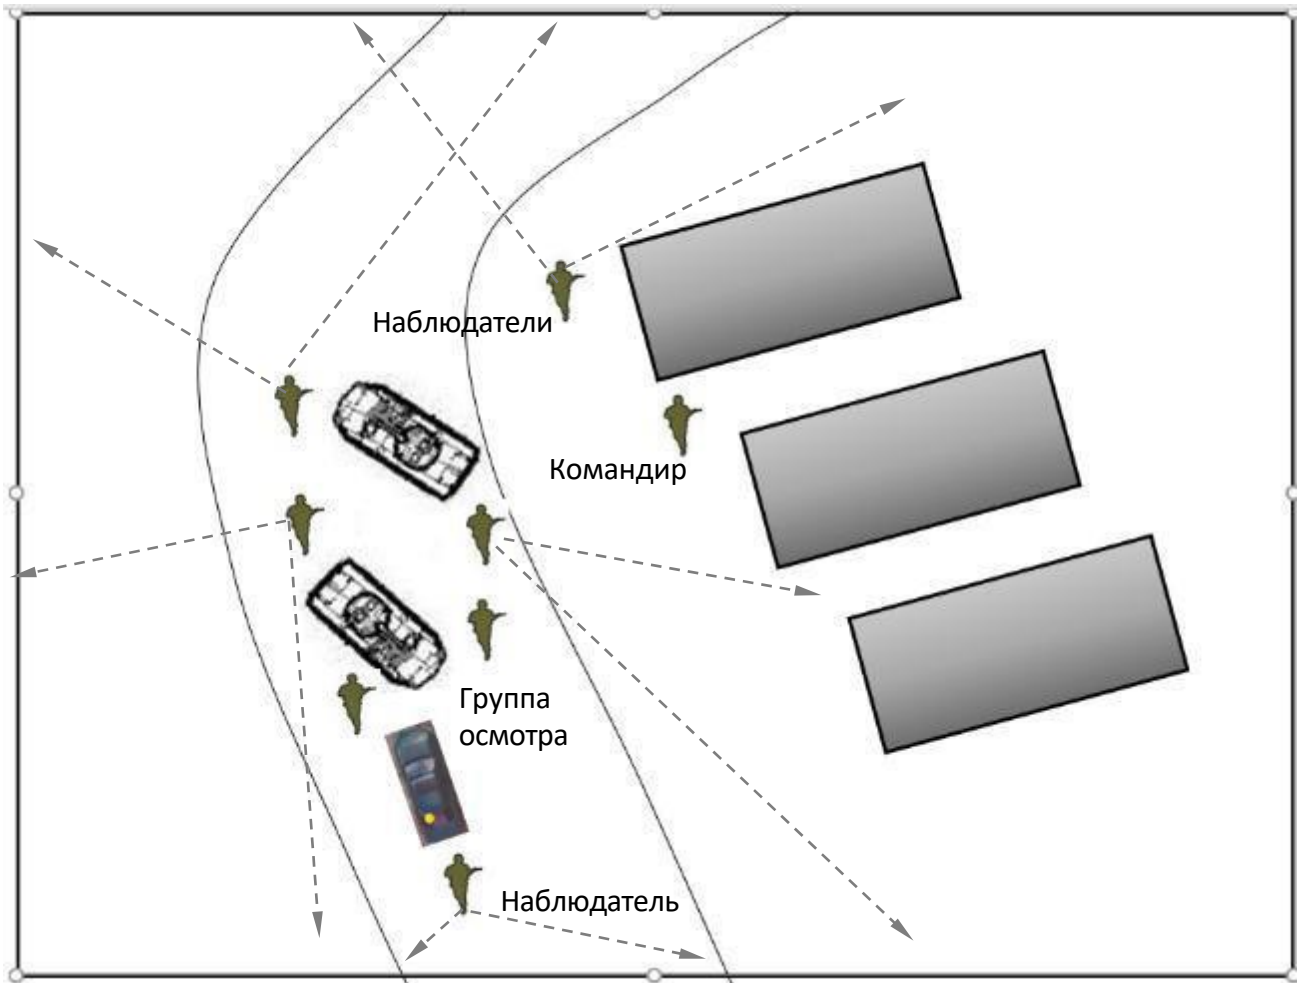 Наблюдатели
Командир
Группа
осмотра
Наблюдатель